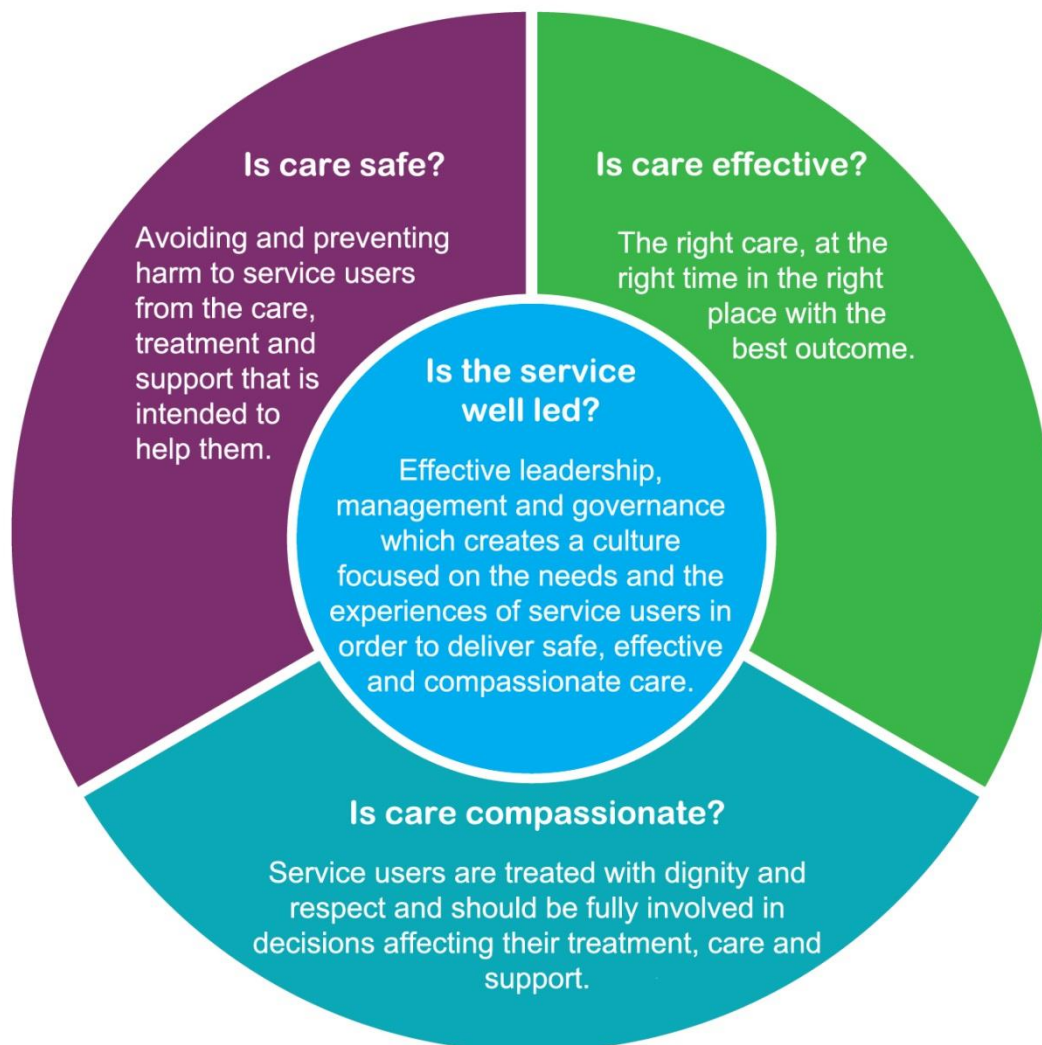 Is care safe?
Avoiding and preventing
harm to service users
from the care,
treatment and
support that is
intended to
help them.
Is care effective?
The right care, at the
right time in the right
place with the
best outcome.
Is the service
well led?
Effective leadership,
management and governance
which creates a culture
focused on the needs and the
experiences of service users in
order to deliver safe, effective
and compassionate care.
Is care compassionate?
Service users are treated with dignity and
respect and should be fully involved in
decisions affecting their treatment, care and
support.